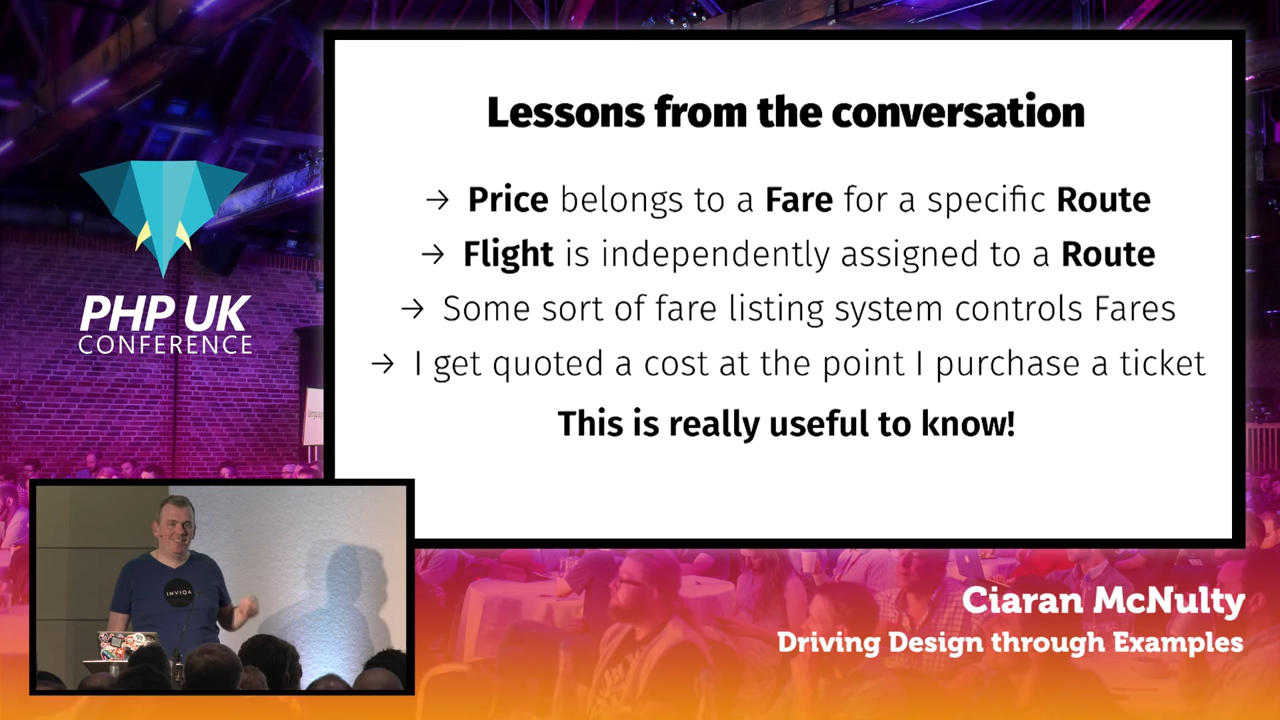 Lessons from the conversation
→ Price belongs to a Fare for a specific Route
→ Flight is independently assigned to a Route
→ Some sort of fare listing system controls Fares
→ I get quoted a cost at the point I purchase a ticket
This is really useful to know!
PHP UK
CONFERENCE
INVIQA
Ciaran McNulty
Driving Design through Examples